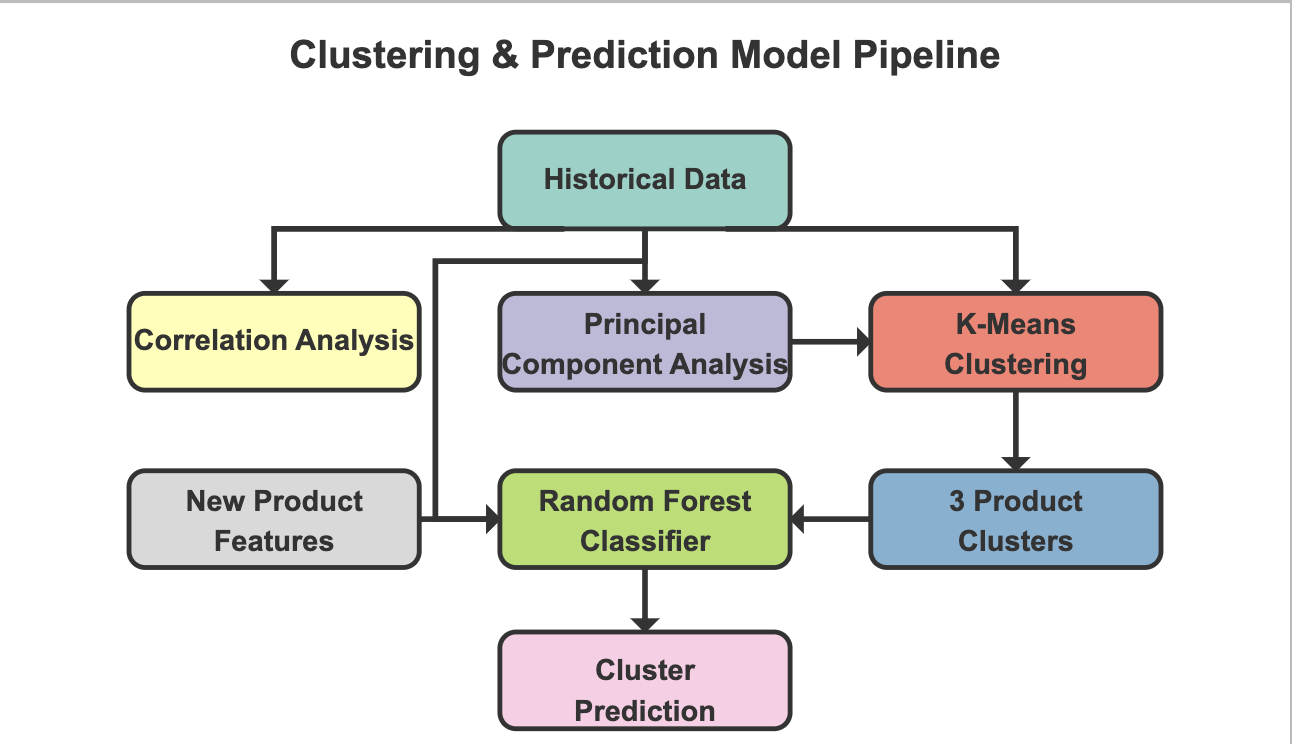 Clustering & Prediction Model Pipeline
Historical Data
Correlation Analysis
Principal
Component Analysis
K-Means
Clustering
New Product
Features
Random Forest
Classifier
3 Product
Clusters
Cluster
Prediction